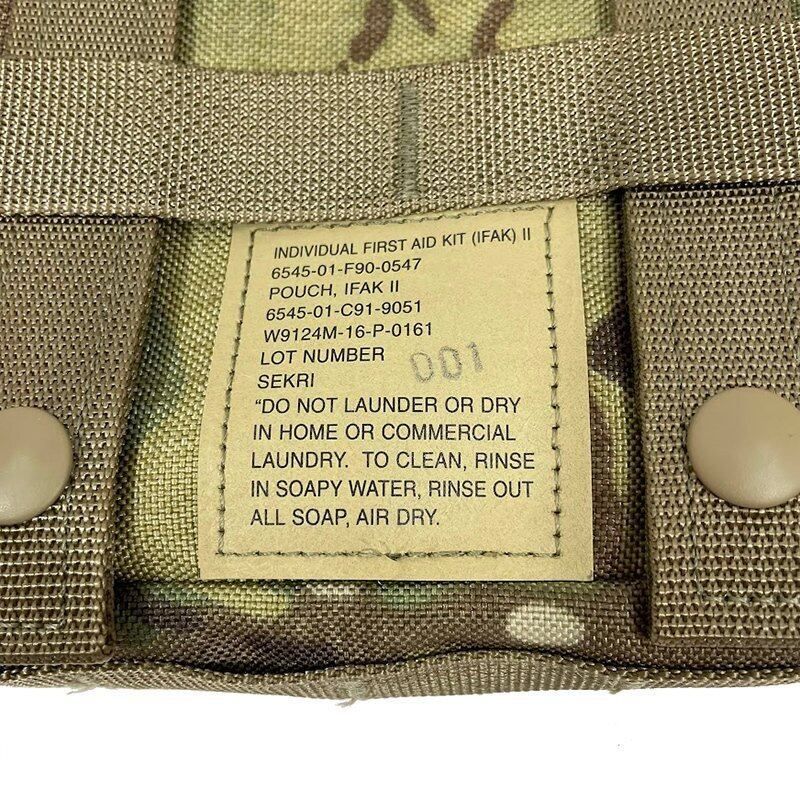 INDIVIDUAL FIRST AID KIT (IFAK) II
6545-01-F90-0547
POUCH, IFAK II
6545-01-C91-9051
W9124M-16-P-0161
LOT NUMBER 001
SEKRI
“DO NOT LAUNDER OR DRY
IN HOME OR COMMERCIAL
LAUNDRY. TO CLEAN, RINSE
IN SOAPY WATER, RINSE OUT
ALL SOAP, AIR DRY.